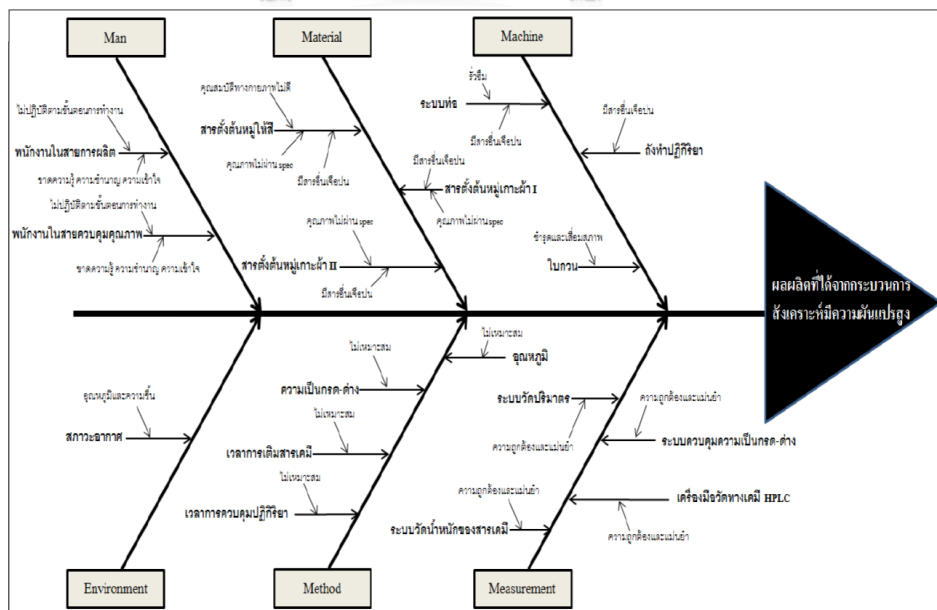 Man
Material
Machine
ไม่ปฏิบัติตามขั้นตอนการทำงาน
พนักงานในสายการผลิต
ขาดความรู้ ความชำนาญ ความเข้าใจ
ไม่ปฏิบัติตามขั้นตอนการทำงาน
พนักงานในสายควบคุมคุณภาพ
ขาดความรู้ ความชำนาญ ความเข้าใจ
คุณสมบัติทางกายภาพไม่ดี
สารตั้งต้นหมู่ให้สี
คุณภาพไม่ผ่าน spec
มีสารอื่นเจือปน
มีสารอื่นเจือปน
สารตั้งต้นหมู่เกาะผ้า I
คุณภาพไม่ผ่าน spec
คุณภาพไม่ผ่าน spec
สารตั้งต้นหมู่เกาะผ้า II
มีสารอื่นเจือปน
รั่วซึม
ระบบท่อ
มีสารอื่นเจือปน
มีสารอื่นเจือปน
ถังทำปฏิกิริยา
ชำรุดและเสื่อมสภาพ
ใบกวน
ผลผลิตที่ได้จากกระบวนการ
สังเคราะห์มีความผันแปรสูง
อุณหภูมิและความชื้น
สภาวะอากาศ
ไม่เหมาะสม
อุณหภูมิ
ไม่เหมาะสม
ความเป็นกรด-ด่าง
ไม่เหมาะสม
เวลาการเติมสารเคมี
ไม่เหมาะสม
เวลาการควบคุมปฏิกิริยา
ระบบวัดปริมาตร
ความถูกต้องและแม่นยำ
ความถูกต้องและแม่นยำ
ระบบควบคุมความเป็นกรด-ด่าง
ความถูกต้องและแม่นยำ
ระบบวัดน้ำหนักของสารเคมี
เครื่องมือวัดทางเคมี HPLC
ความถูกต้องและแม่นยำ
Environment
Method
Measurement